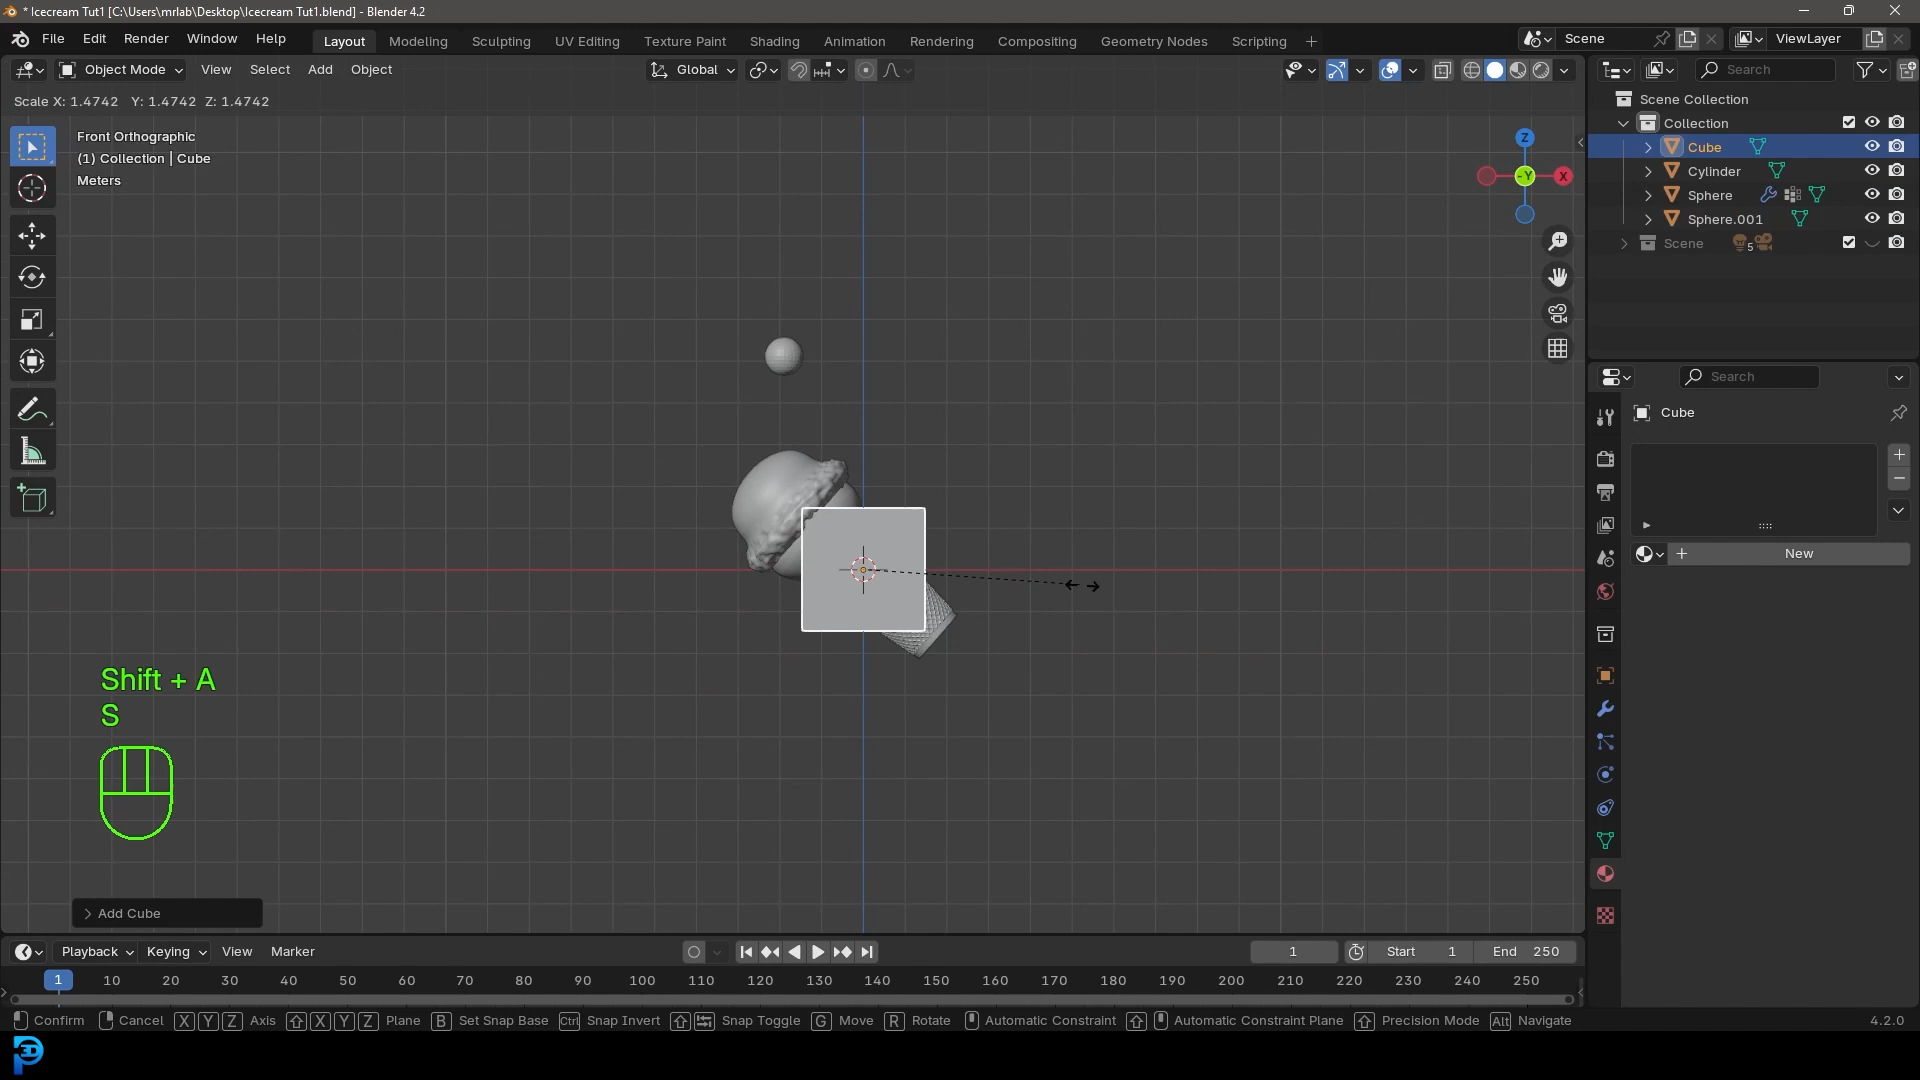 * Icecream Tut1 [C:\Users\mrlab\Desktop\Icecream Tut1.blend] - Blender 4.2
File Edit Render Window Help
Layout Modeling Sculpting UV Editing Texture Paint Shading Animation Rendering Compositing Geometry Nodes Scripting +
Scene
ViewLayer
Object Mode View Select Add Object
Global
Search
Scale X: 1.4742 Y: 1.4742 Z: 1.4742
Scene Collection
Front Orthographic
(1) Collection | Cube
Meters
Z
-Y
X
Collection
Cube
Cylinder
Sphere
Sphere.001
Scene
5
Search
Cube
+
−
+ New
Shift + A
S
Add Cube
Playback Keying View Marker
1
Start 1
End 250
1 10 20 30 40 50 60 70 80 90 100 110 120 130 140 150 160 170 180 190 200 210 220 230 240 250
Confirm Cancel X Y Z Axis X Y Z Plane B Set Snap Base Ctrl Snap Invert Snap Toggle G Move R Rotate Automatic Constraint Automatic Constraint Plane Precision Mode Alt Navigate
4.2.0
3D